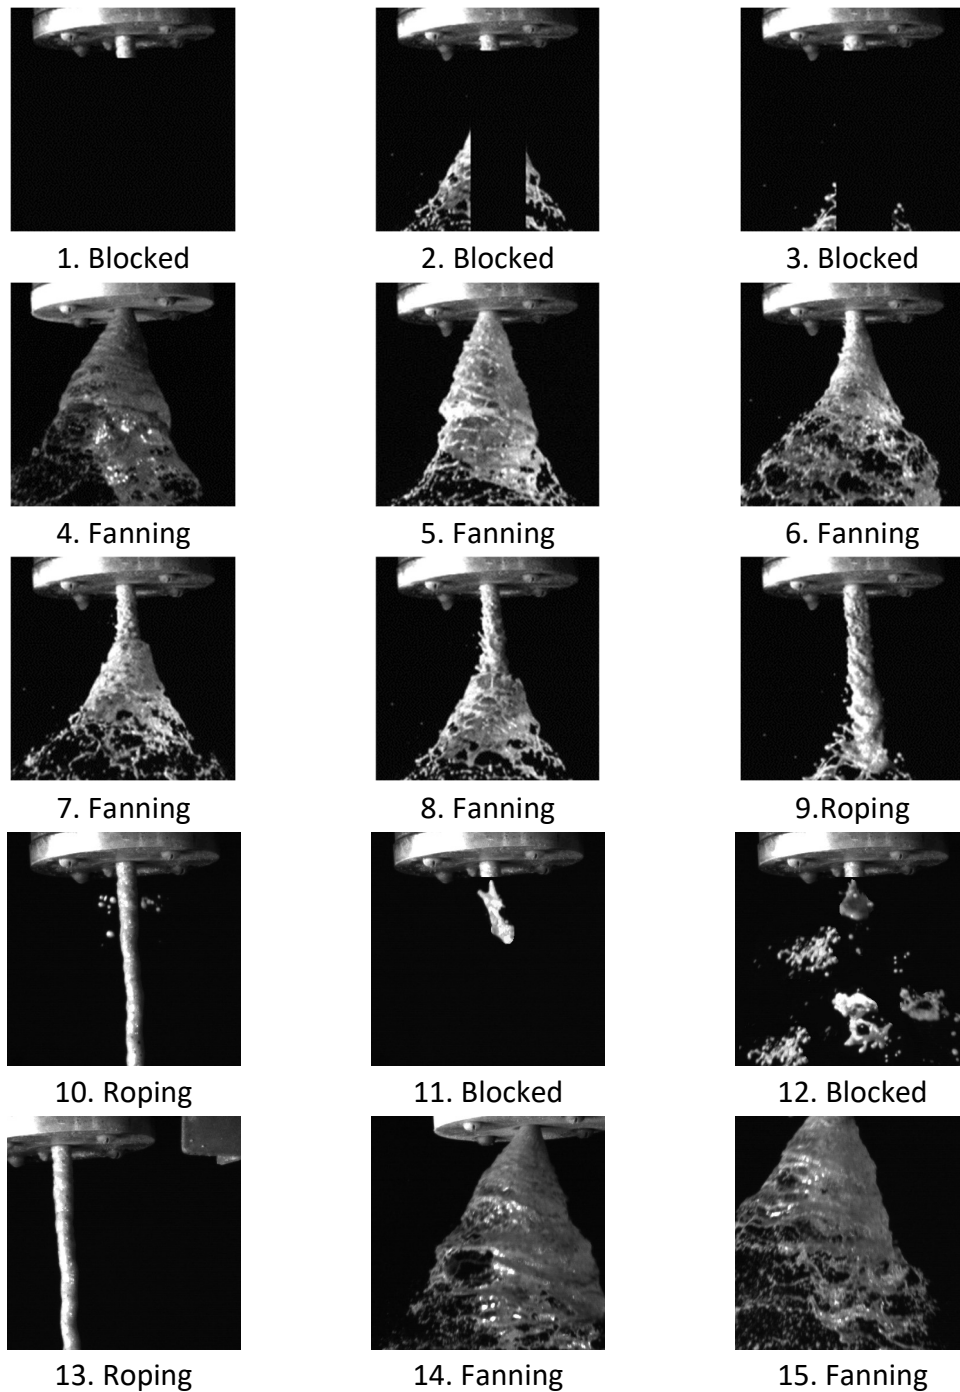 1. Blocked
2. Blocked
3. Blocked
4. Fanning
5. Fanning
6. Fanning
7. Fanning
8. Fanning
9.Roping
10. Roping
11. Blocked
12. Blocked
13. Roping
14. Fanning
15. Fanning